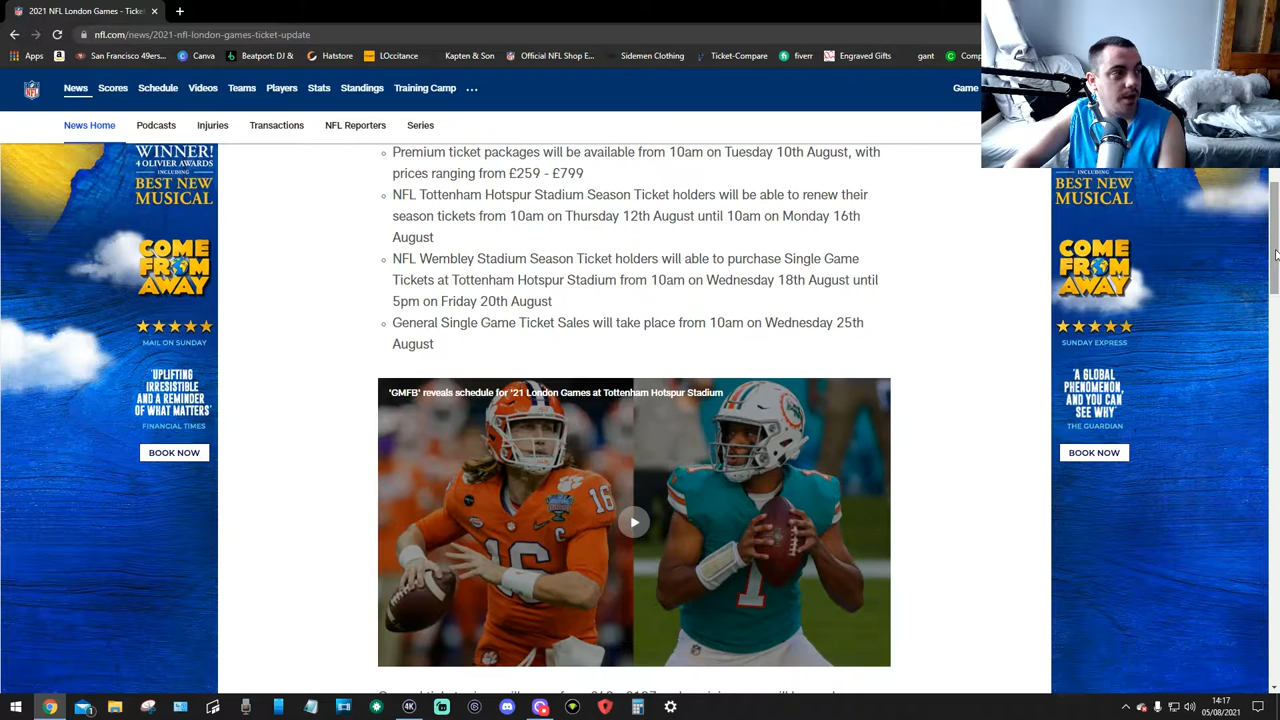 2021 NFL London Games - Ticket
nfl.com/news/2021-nfl-london-games-ticket-update
Apps
San Francisco 49ers...
Canva
Beatport: DJ &
Hatstore
LOccitance
Kapten & Son
Official NFL Shop E...
Sidemen Clothing
Ticket-Compare
fiverr
Engraved Gifts
gant
NFL
News
Scores
Schedule
Videos
Teams
Players
Stats
Standings
Training Camp
...
Game
News Home
Podcasts
Injuries
Transactions
NFL Reporters
Series
WINNER!
4 OLIVIER AWARDS
INCLUDING
BEST NEW
MUSICAL
COME
FROM
AWAY
MAIL ON SUNDAY
'UPLIFTING
IRRESISTIBLE
AND A REMINDER
OF WHAT MATTERS'
FINANCIAL TIMES
BOOK NOW
Premium ticket packages will be available from 10am on Tuesday 10th August, with
prices ranging from £259 - £799
NFL Tottenham Hotspur Stadium Season Ticket holders will be able to renew their
season tickets from 10am on Thursday 12th August until 10am on Monday 16th
August
NFL Wembley Stadium Season Ticket holders will able to purchase Single Game
Tickets at Tottenham Hotspur Stadium from 10am on Wednesday 18th August until
5pm on Friday 20th August
General Single Game Ticket Sales will take place from 10am on Wednesday 25th
August
'GMFB' reveals schedule for '21 London Games at Tottenham Hotspur Stadium
16
C
16
1
INCLUDING
BEST NEW
MUSICAL
COME
FROM
AWAY
SUNDAY EXPRESS
'A GLOBAL
PHENOMENON,
AND YOU CAN
SEE WHY'
THE GUARDIAN
BOOK NOW
14:17
05/08/2021